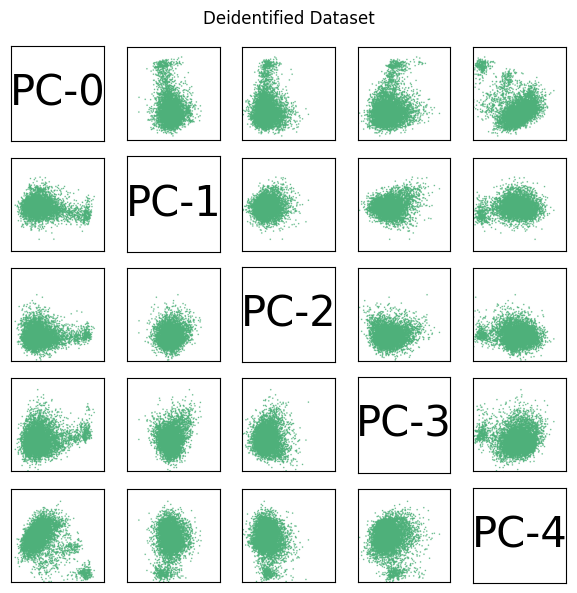 Deidentified Dataset
PC-0
PC-1
PC-2
PC-3
PC-4